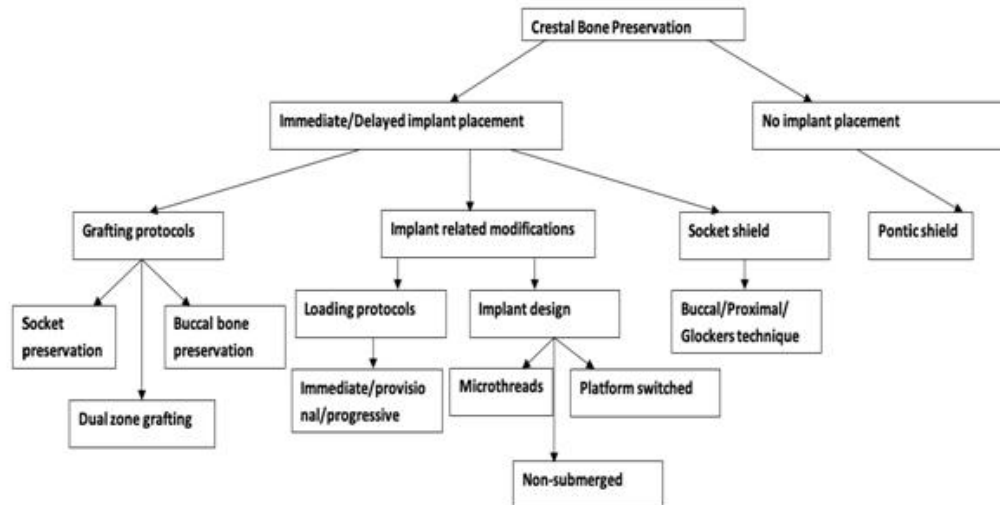 Crestal Bone Preservation
Immediate/Delayed implant placement
No implant placement
Grafting protocols
Implant related modifications
Socket shield
Pontic shield
Socket
preservation
Buccal bone
preservation
Loading protocols
Implant design
Buccal/Proximal/
Glockers technique
Dual zone grafting
Immediate/provisio
nal/progressive
Microthreads
Platform switched
Non-submerged